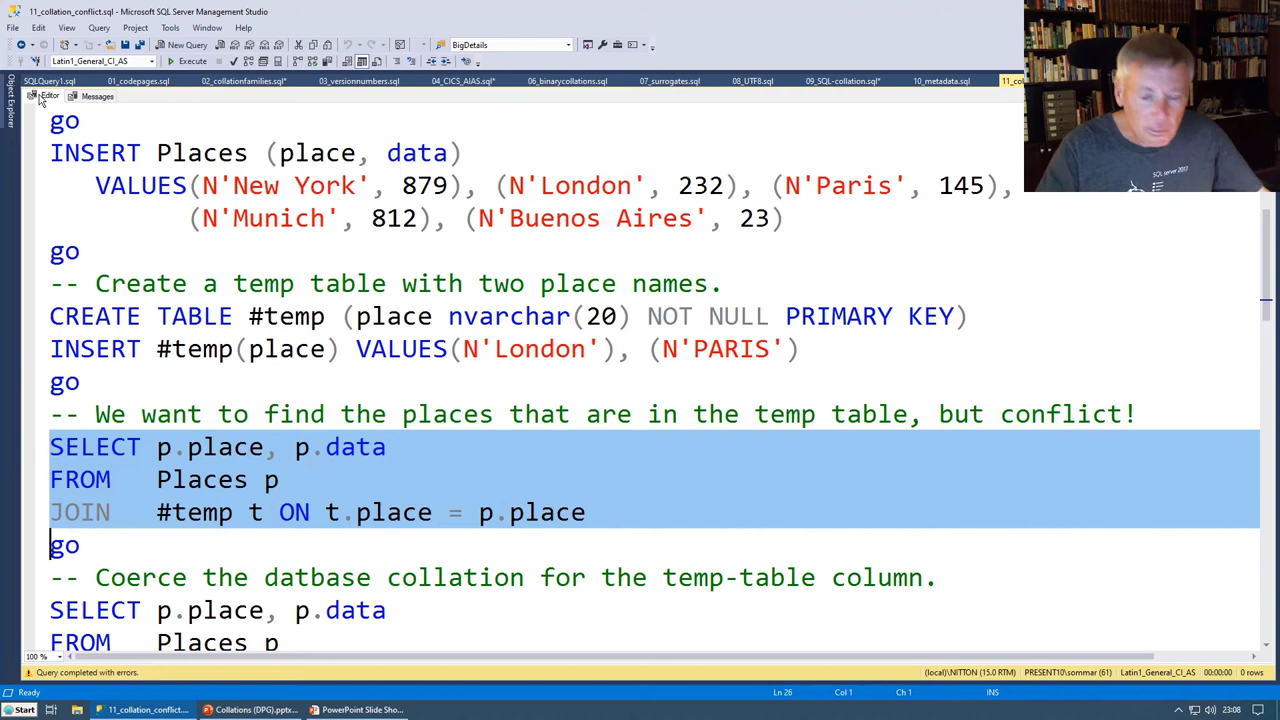 11_collation_conflict.sql - Microsoft SQL Server Management Studio
File Edit View Query Project Tools Window Help
New Query BigDetails
Latin1_General_CI_AS Execute
SQLQuery1.sql 01_codepages.sql 02_collationfamilies.sql* 03_versionnumbers.sql 04_CICS_AIAS.sql* 06_binarycollations.sql 07_surrogates.sql 08_UTF8.sql 09_SQL-collation.sql* 10_metadata.sql 11_col
Object Explorer
Editor Messages
go
INSERT Places (place, data)
VALUES(N'New York', 879), (N'London', 232), (N'Paris', 145),
(N'Munich', 812), (N'Buenos Aires', 23)
go
-- Create a temp table with two place names.
CREATE TABLE #temp (place nvarchar(20) NOT NULL PRIMARY KEY)
INSERT #temp(place) VALUES(N'London'), (N'PARIS')
go
-- We want to find the places that are in the temp table, but conflict!
SELECT p.place, p.data
FROM Places p
JOIN #temp t ON t.place = p.place
go
-- Coerce the datbase collation for the temp-table column.
SELECT p.place, p.data
FROM Places p
100 %
Query completed with errors. (local)\NITTON (15.0 RTM) PRESENT10\sommar (61) Latin1_General_CI_AS 00:00:00 0 rows
Ready Ln 26 Col 1 Ch 1 INS
Start 11_collation_conflict.... Collations (DPG).pptx... PowerPoint Slide Sho... 23:08
SQL server 2017